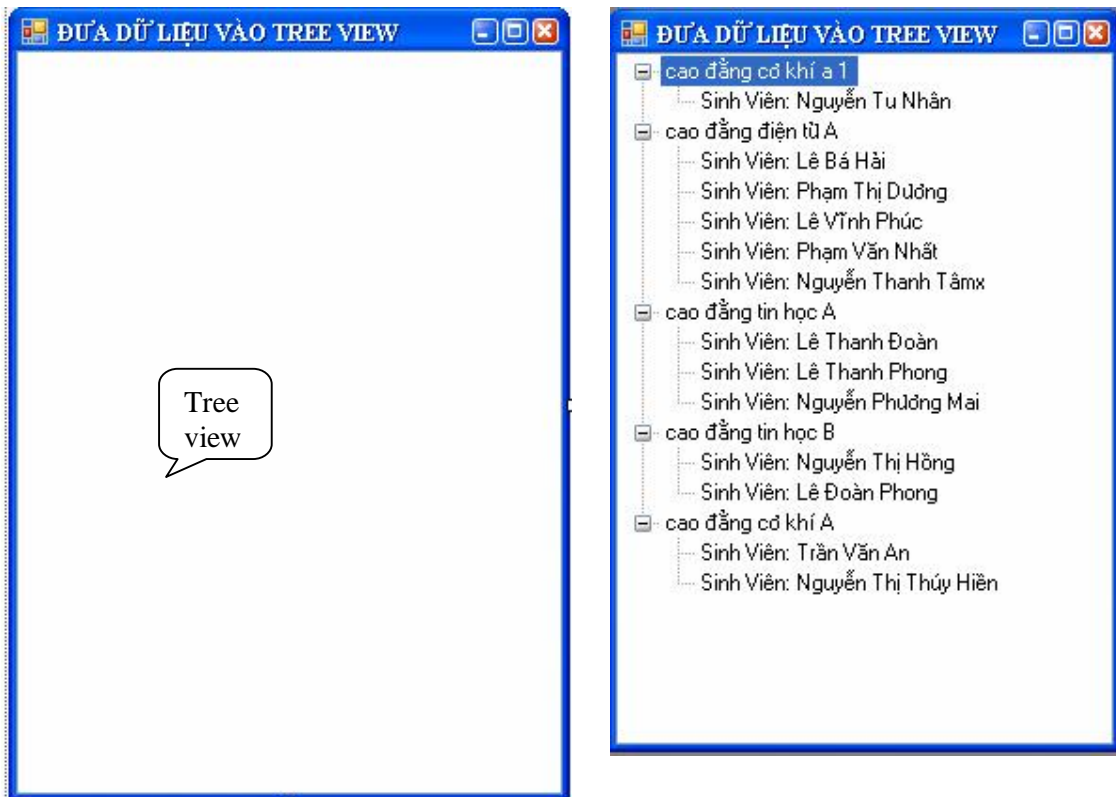 ĐƯA DỮ LIỆU VÀO TREE VIEW
Tree
view
ĐƯA DỮ LIỆU VÀO TREE VIEW
cao đẳng cơ khí a 1
Sinh Viên: Nguyễn Tu Nhân
cao đẳng điện tử A
Sinh Viên: Lê Bá Hải
Sinh Viên: Phạm Thị Dương
Sinh Viên: Lê Vĩnh Phúc
Sinh Viên: Phạm Văn Nhất
Sinh Viên: Nguyễn Thanh Tâmx
cao đẳng tin học A
Sinh Viên: Lê Thanh Đoàn
Sinh Viên: Lê Thanh Phong
Sinh Viên: Nguyễn Phương Mai
cao đẳng tin học B
Sinh Viên: Nguyễn Thị Hồng
Sinh Viên: Lê Đoàn Phong
cao đẳng cơ khí A
Sinh Viên: Trần Văn An
Sinh Viên: Nguyễn Thị Thúy Hiền